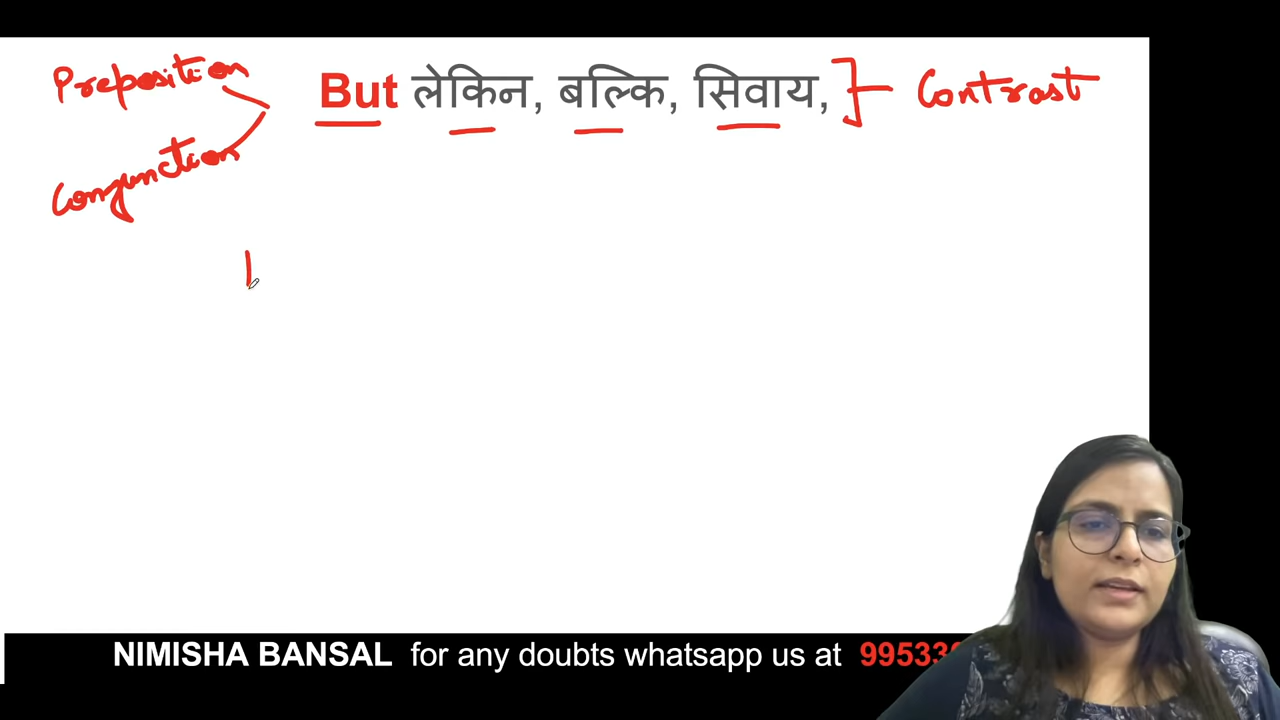 Preposition
But लेकिन, बल्कि, सिवाय, Contrast
Conjunction
NIMISHA BANSAL for any doubts whatsapp us at 99533